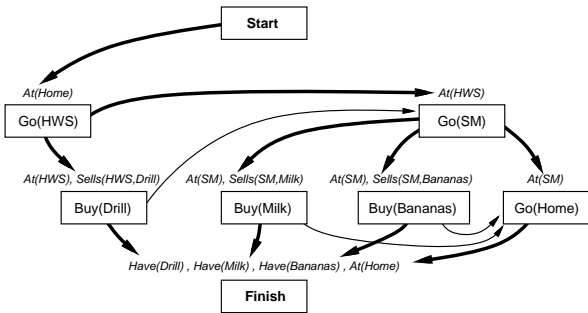 Start
At(Home)
At(HWS)
Go(HWS)
Go(SM)
At(HWS), Sells(HWS,Drill)
At(SM), Sells(SM,Milk)
At(SM), Sells(SM,Bananas)
At(SM)
Buy(Drill)
Buy(Milk)
Buy(Bananas)
Go(Home)
Have(Drill) , Have(Milk) , Have(Bananas) , At(Home)
Finish